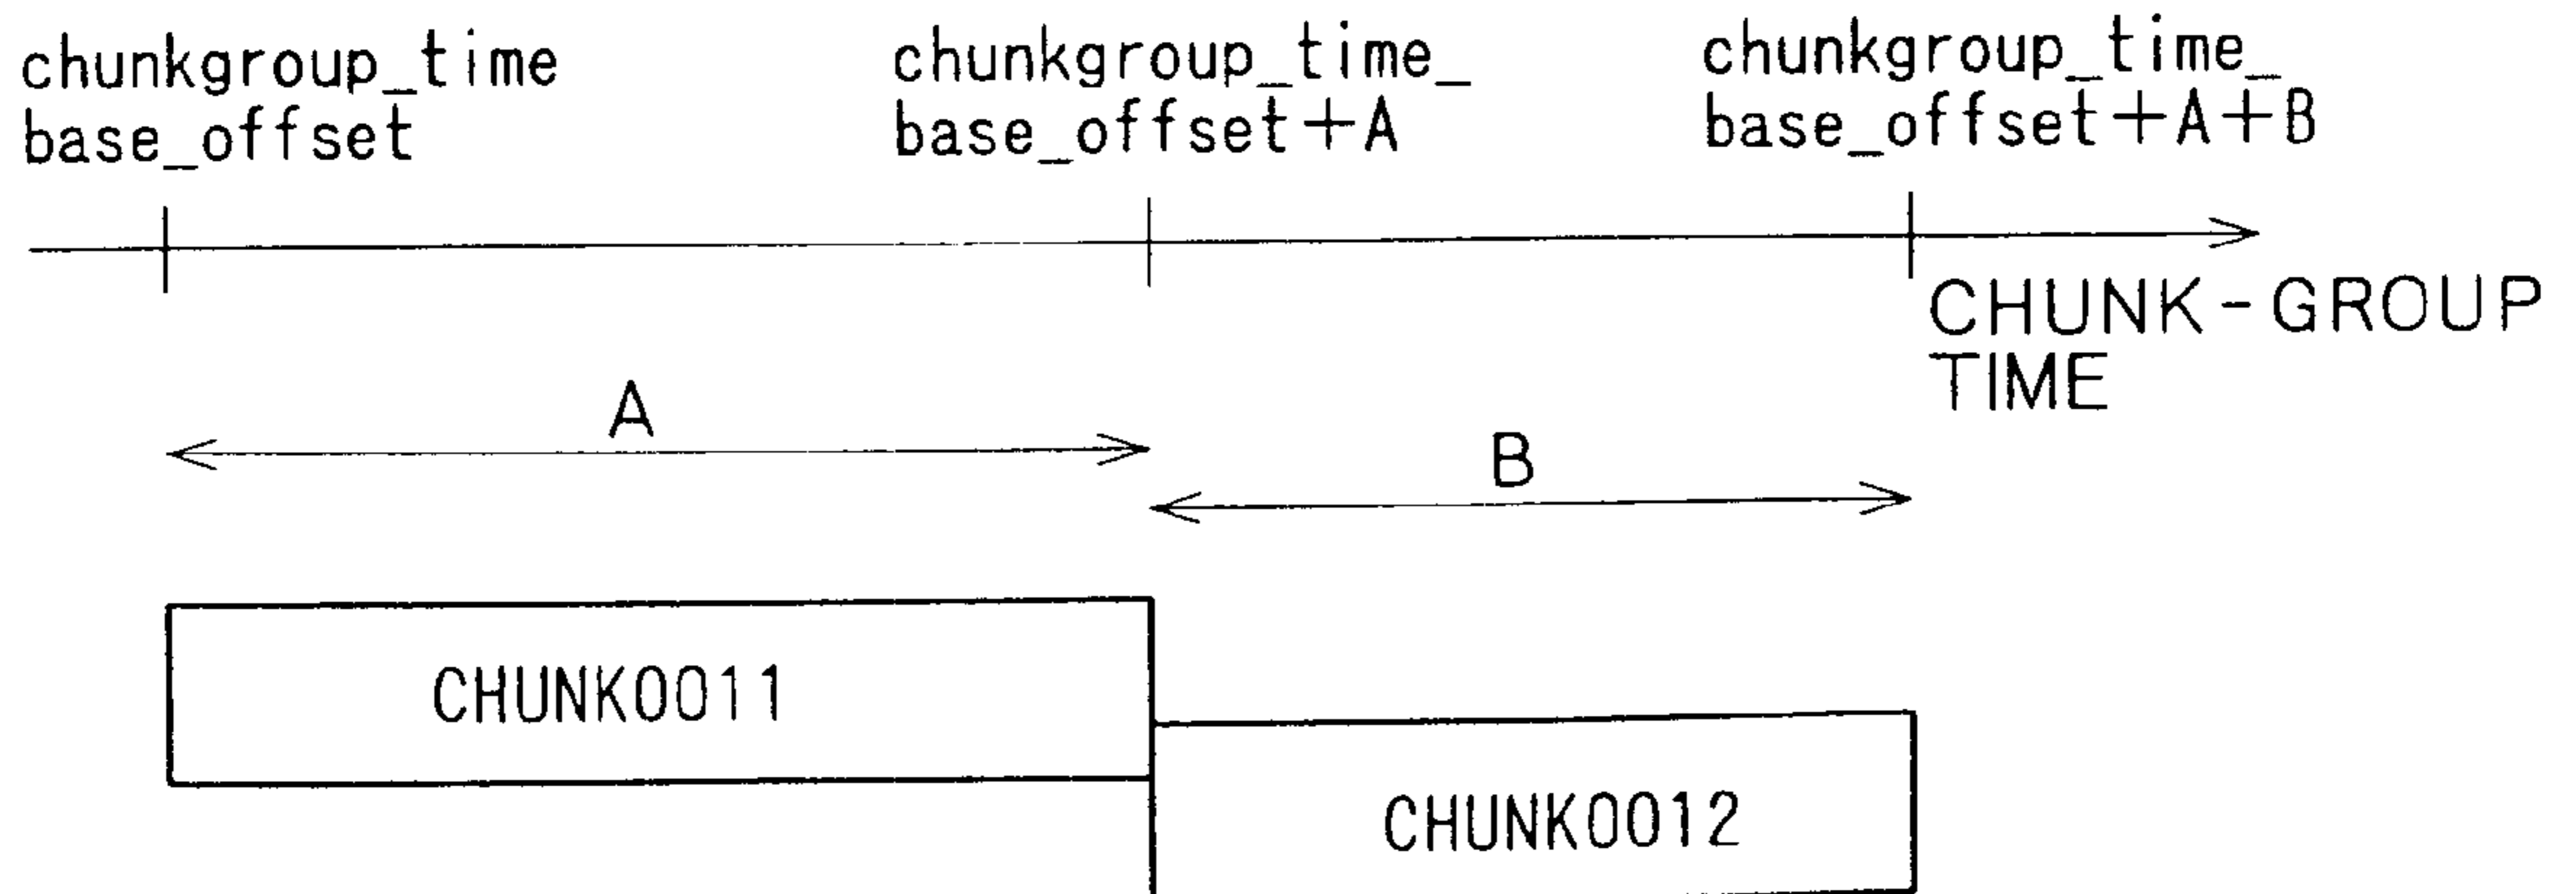 chunkgroup_time
base_offset
chunkgroup_time_
base_offset+A
chunkgroup_time_
base_offset+A+B
CHUNK-GROUP
TIME
A
B
CHUNK0011
CHUNK0012